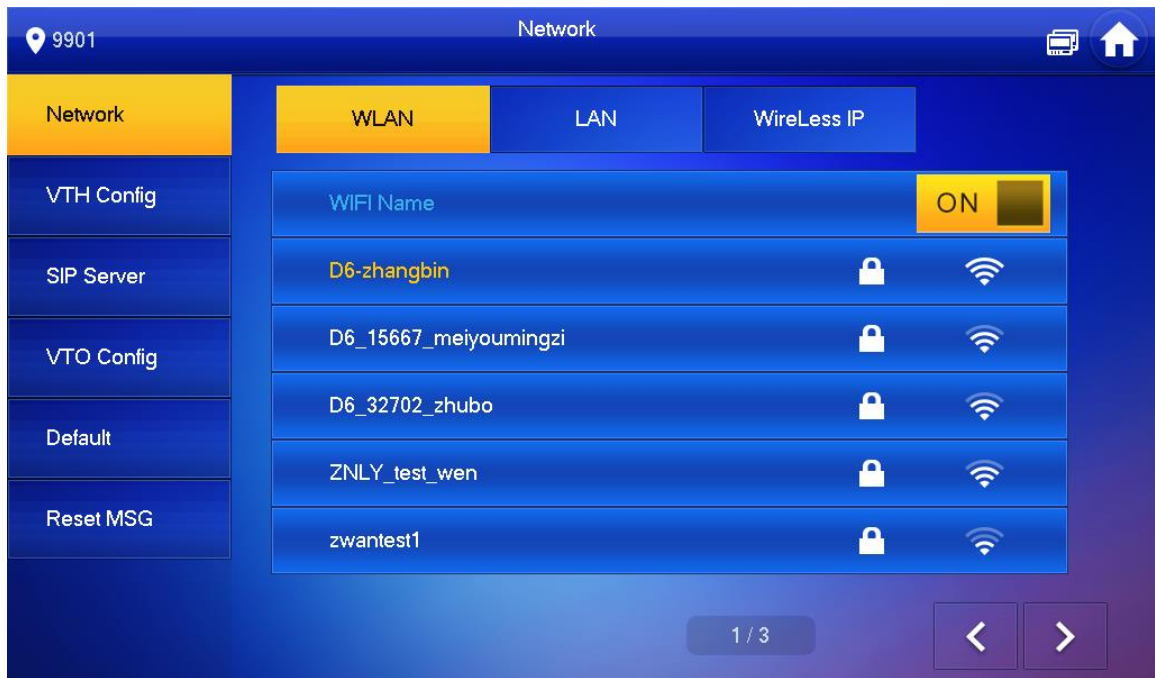 9901
Network
Network
VTH Config
SIP Server
VTO Config
Default
Reset MSG
WLAN
LAN
WireLess IP
WIFI Name
ON
D6-zhangbin
D6_15667_meiyoumingzi
D6_32702_zhubo
ZNLY_test_wen
zwantest1
1 / 3